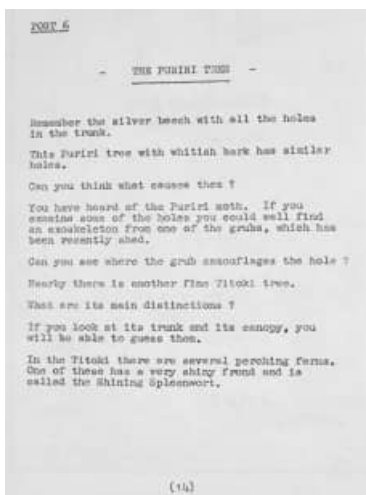 POST 6
- THE PURIRI TREE -
Remember the silver beech with all the holes
in the trunk.
This Puriri tree with whitish bark has similar
holes.
Can you think what causes them ?
You have heard of the Puriri moth. If you
examine some of the holes you could well find
an exoskeleton from one of the grubs, which has
been recently shed.
Can you see where the grub camouflages the hole ?
Nearby there is another fine Titoki tree.
What are its main distinctions ?
If you look at its trunk and its canopy, you
will be able to guess them.
In the Titoki there are several perching ferns.
One of these has a very shiny frond and is
called the Shining Spleenwort.
(14)